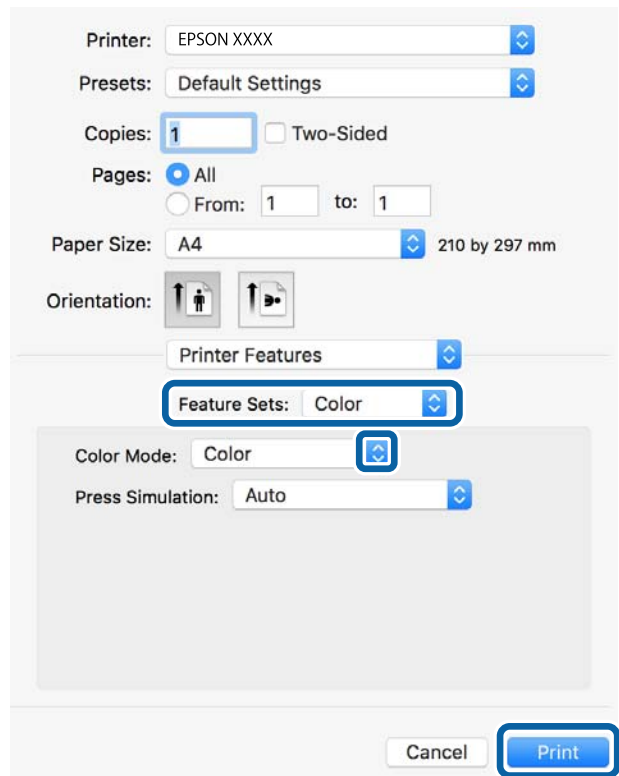 Printer: EPSON XXXX
Presets: Default Settings
Copies: 1 Two-Sided
Pages: All
From: 1 to: 1
Paper Size: A4 210 by 297 mm
Orientation:
Printer Features
Feature Sets: Color
Color Mode: Color
Press Simulation: Auto
Cancel Print